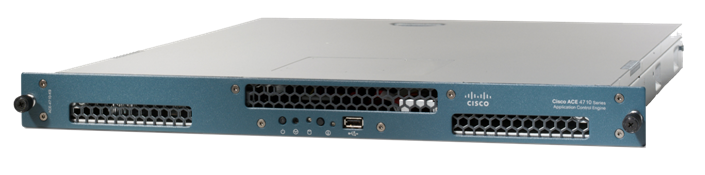 CISCO
Cisco ACE 4710 Series
Application Control Engine